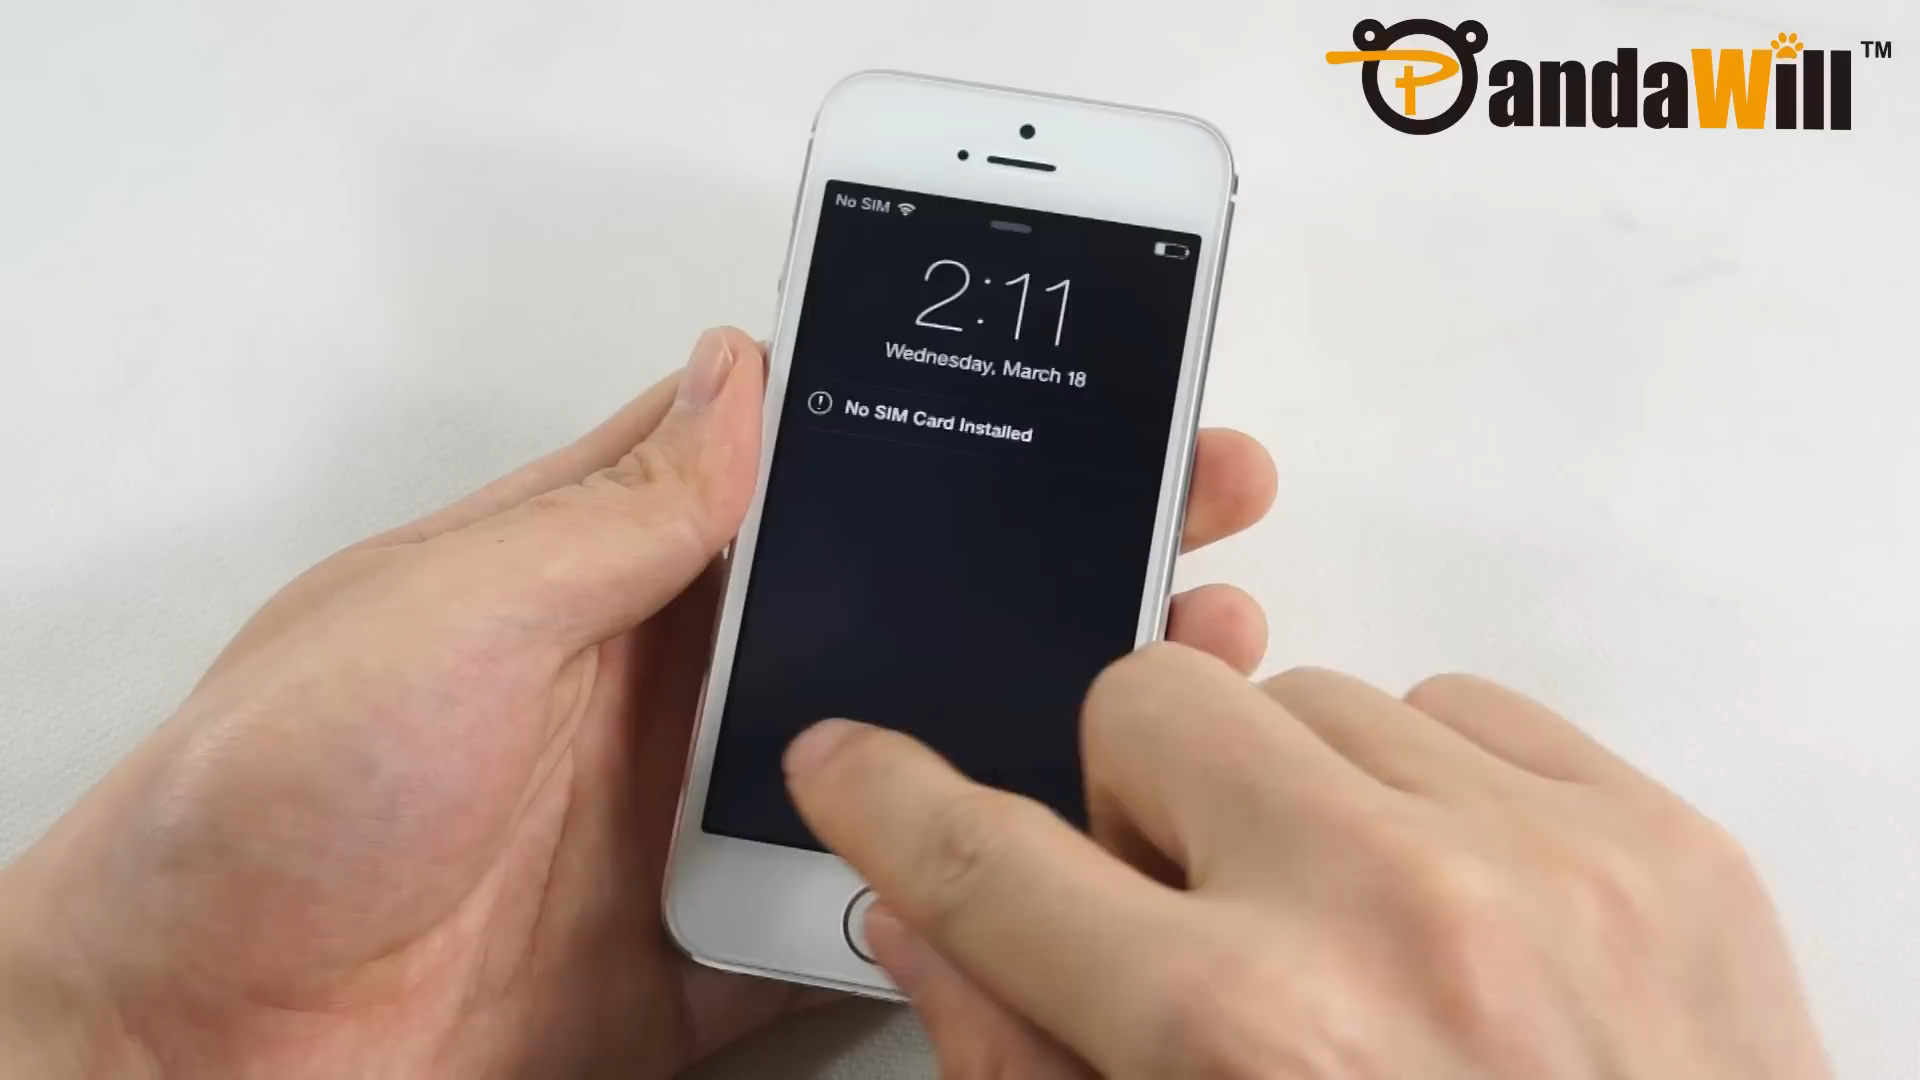 PandaWill™
No SIM
2:11
Wednesday, March 18
No SIM Card Installed